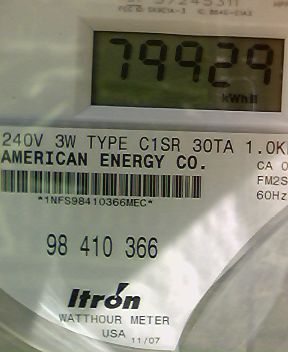 79929
kWh
240V 3W TYPE C1SR 30TA 1.0K
AMERICAN ENERGY CO.
CA 0
FM2S
60Hz
*1NFS98410366MEC*
98 410 366
Itron
WATTHOUR METER
USA 11/07